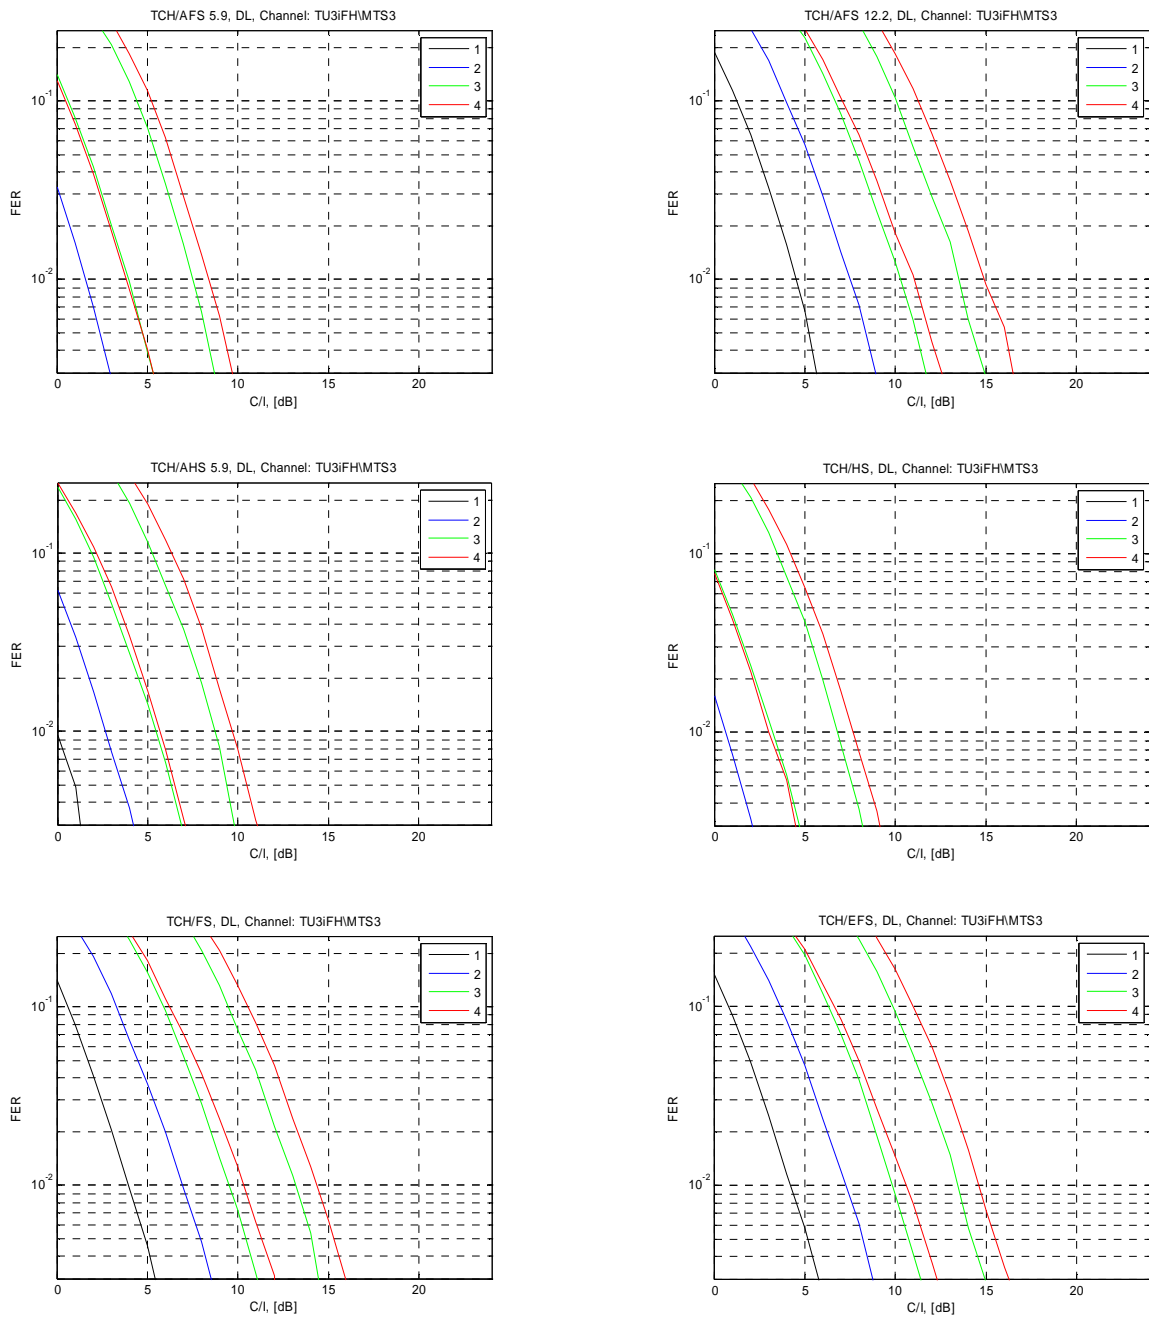 TCH/AFS 5.9, DL, Channel: TU3iFH\MTS3
FER
10-1
10-2
1
2
3
4
0 5 10 15 20
C/I, [dB]
TCH/AFS 12.2, DL, Channel: TU3iFH\MTS3
FER
10-1
10-2
1
2
3
4
0 5 10 15 20
C/I, [dB]
TCH/AHS 5.9, DL, Channel: TU3iFH\MTS3
FER
10-1
10-2
1
2
3
4
0 5 10 15 20
C/I, [dB]
TCH/HS, DL, Channel: TU3iFH\MTS3
FER
10-1
10-2
1
2
3
4
0 5 10 15 20
C/I, [dB]
TCH/FS, DL, Channel: TU3iFH\MTS3
FER
10-1
10-2
1
2
3
4
0 5 10 15 20
C/I, [dB]
TCH/EFS, DL, Channel: TU3iFH\MTS3
FER
10-1
10-2
1
2
3
4
0 5 10 15 20
C/I, [dB]